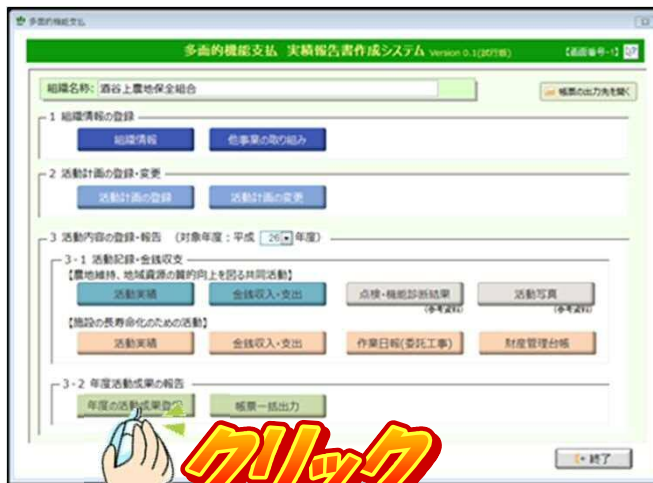 多面的機能支払
多面的機能支払 実績報告書作成システム Version 0.1(試行版) 【画面番号-1】
組織名称: 酒谷上農地保全組合 帳票の出力先を開く
1 組織情報の登録
組織情報 他事業の取り組み
2 活動計画の登録・変更
活動計画の登録 活動計画の変更
3 活動内容の登録・報告 (対象年度:平成 26 年度)
3-1 活動記録・金銭収支
【農地維持、地域資源の質的向上を図る共同活動】
活動実績 金銭収入・支出 点検・機能診断結果 活動写真
(参考資料) (参考資料)
【施設の長寿命化のための活動】
活動実績 金銭収入・支出 作業日報(委託工事) 財産管理台帳
3-2 年度活動成果の報告
年度の活動成果登録 帳票一括出力
クリック
終了